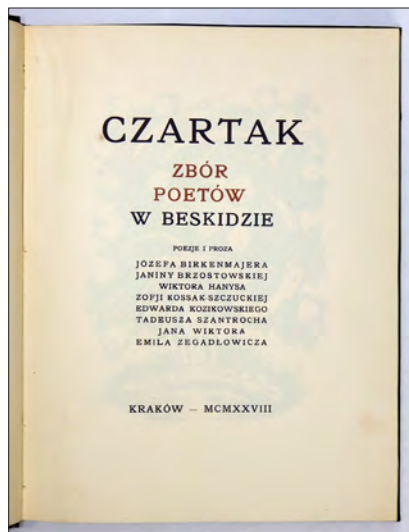 CZARTAK
ZBÓR
POETÓW
W BESKIDZIE
POEZJE I PROZA
JÓZEFA BIRKENMAJERA
JANINY BRZOSTOWSKIEJ
WIKTORA HANYSA
ZOFJI KOSSAK-SZCZUCKIEJ
EDWARDA KOZIKOWSKIEGO
TADEUSZA SZANTROCHA
JANA WIKTORA
EMILA ZEGADŁOWICZA
KRAKÓW — MCMXXVIII